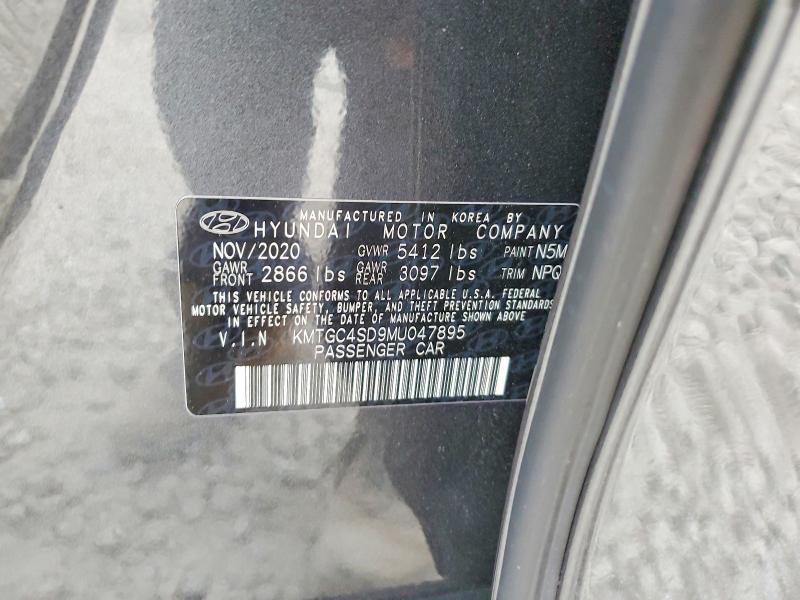 MANUFACTURED IN KOREA BY
HYUNDAI MOTOR COMPANY
NOV/2020 GVWR 5412 lbs PAINT N5M
GAWR FRONT 2866 lbs GAWR REAR 3097 lbs TRIM NPQ
THIS VEHICLE CONFORMS TO ALL APPLICABLE U.S.A. FEDERAL
MOTOR VEHICLE SAFETY, BUMPER, AND THEFT PREVENTION STANDARDS
IN EFFECT ON THE DATE OF MANUFACTURE SHOWN ABOVE
V.I.N KMTGC4SD9MU047895
PASSENGER CAR